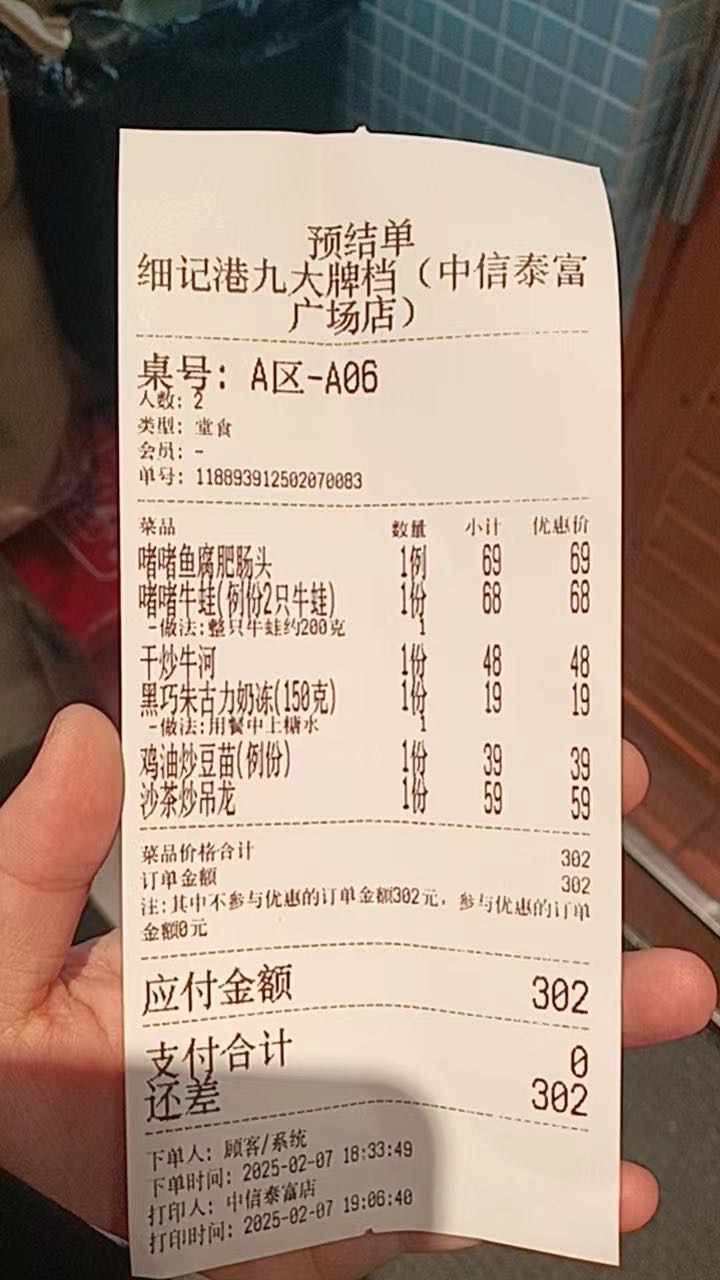 预结单
细记港九大牌档（中信泰富
广场店）
桌号: A区-A06
人数: 2
类型: 堂食
会员: -
单号: 118893912502070083
菜品 数量 小计 优惠价
啫啫鱼腐肥肠头 1例 69 69
啫啫牛蛙(例份2只牛蛙) 1份 68 68
-做法:整只牛蛙约200克 1
干炒牛河 1份 48 48
黑巧朱古力奶冻(150克) 1份 19 19
-做法:用餐中上糖水 1
鸡油炒豆苗(例份) 1份 39 39
沙茶炒吊龙 1份 59 59
菜品价格合计 302
订单金额 302
注:其中不参与优惠的订单金额302元，参与优惠的订单
金额0元
应付金额 302
支付合计 0
还差 302
下单人: 顾客/系统
下单时间: 2025-02-07 18:33:49
打印人: 中信泰富店
打印时间: 2025-02-07 19:06:40